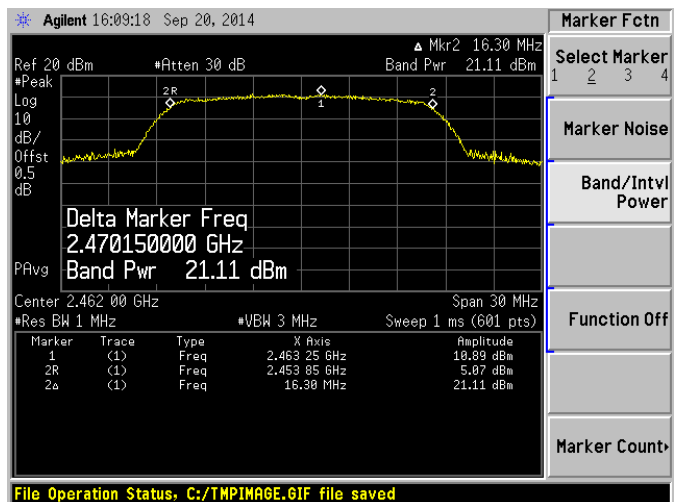 Agilent 16:09:18 Sep 20, 2014
Marker Fctn
Δ Mkr2 16.30 MHz
Ref 20 dBm #Atten 30 dB Band Pwr 21.11 dBm
#Peak
Log
10
dB/
Offst
0.5
dB
2R
1
2
Delta Marker Freq
2.470150000 GHz
PAvg
Band Pwr 21.11 dBm
Center 2.462 00 GHz Span 30 MHz
#Res BW 1 MHz #VBW 3 MHz Sweep 1 ms (601 pts)
Marker Trace Type X Axis Amplitude
1 (1) Freq 2.463 25 GHz 10.89 dBm
2R (1) Freq 2.453 85 GHz 5.07 dBm
2Δ (1) Freq 16.30 MHz 21.11 dBm
Select Marker
1 2 3 4
Marker Noise
Band/Intvl
Power
Function Off
Marker Count
File Operation Status, C:/TMPIMAGE.GIF file saved